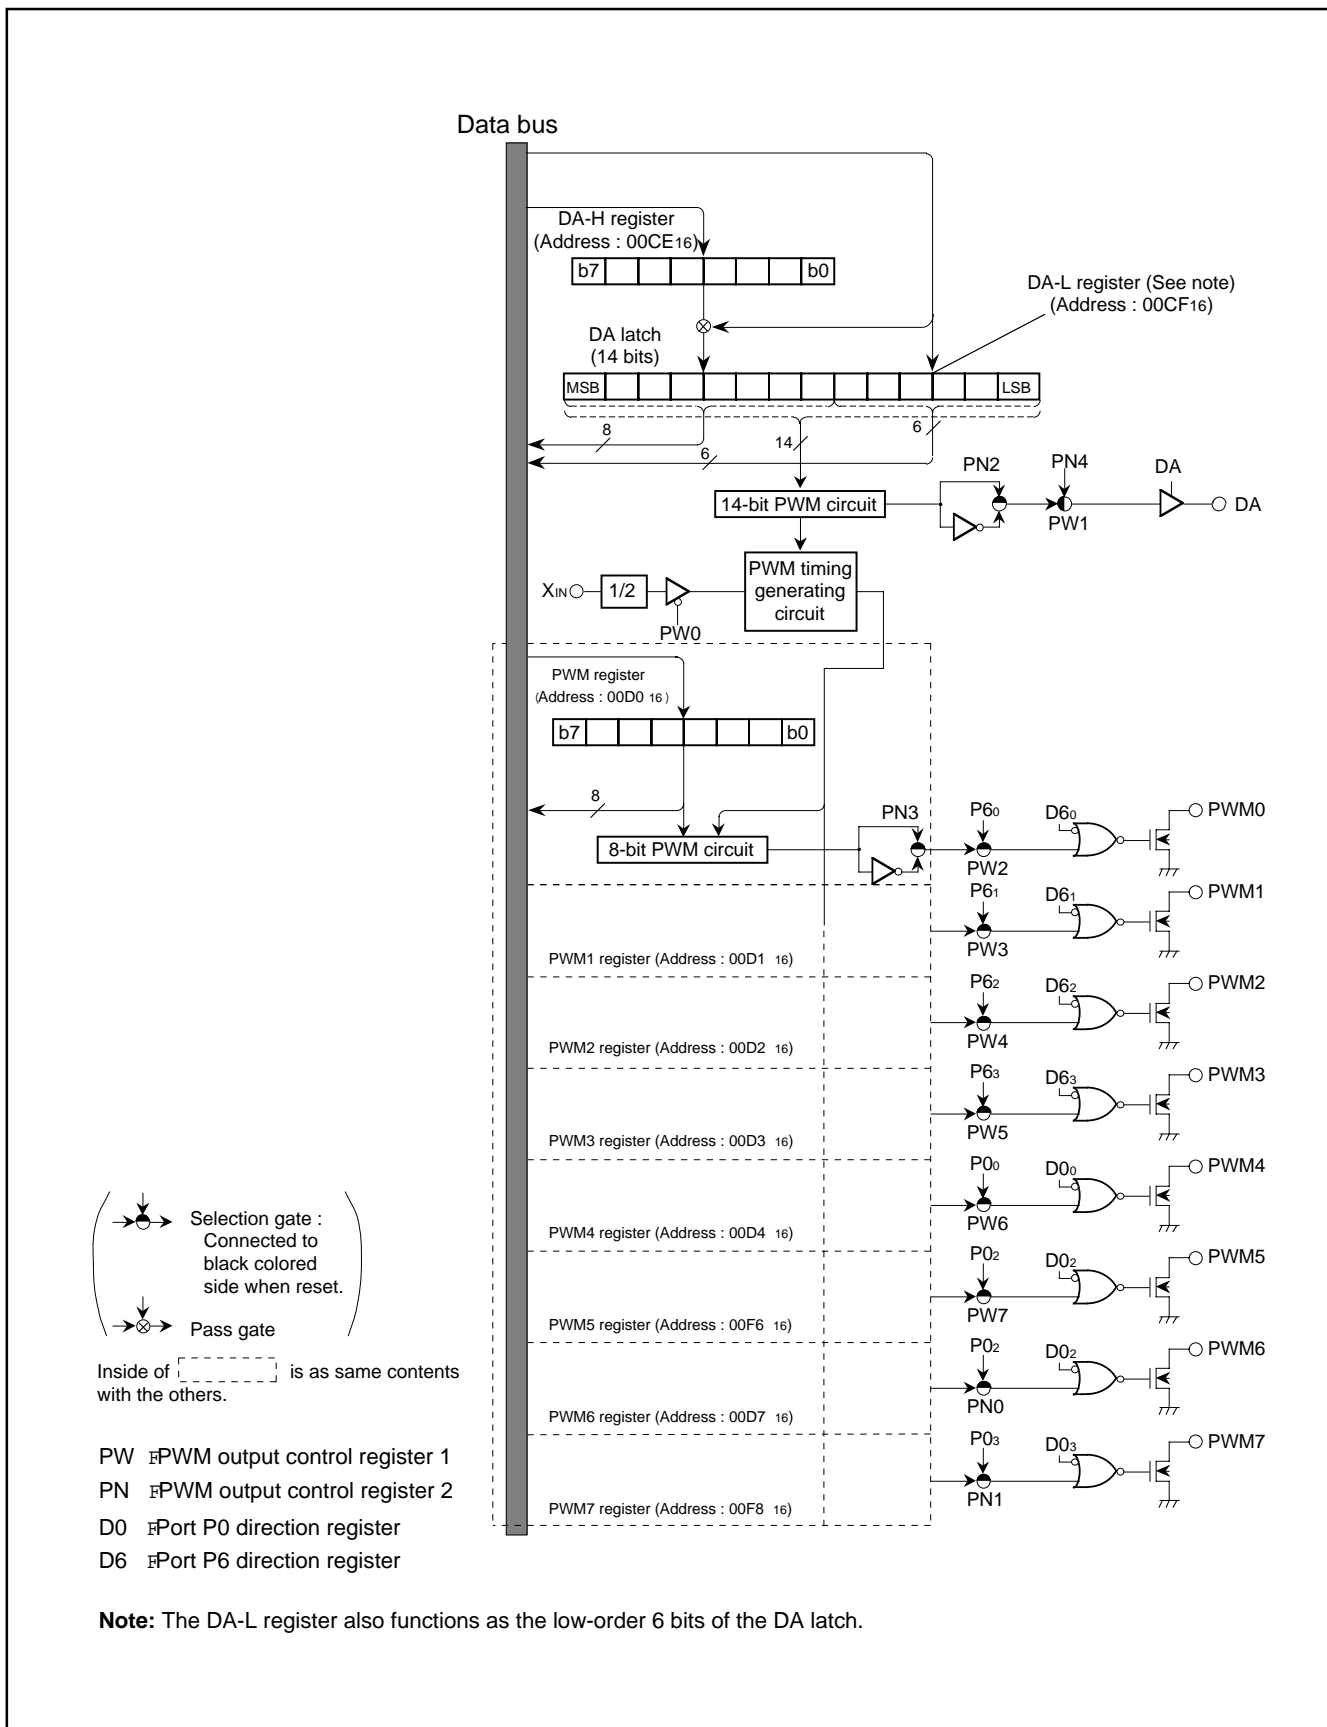 Data bus
DA-H register
(Address : 00CE16)
b7 b0
DA-L register (See note)
(Address : 00CF16)
DA latch
(14 bits)
MSB LSB
8
14
6
6
PN2
PN4
DA
14-bit PWM circuit
PW1
DA
XIN
1/2
PW0
PWM timing
generating
circuit
PWM register
(Address : 00D0 16)
b7 b0
8
8-bit PWM circuit
PN3
P60
PW2
D60
PWM0
P61
PW3
D61
PWM1
PWM1 register (Address : 00D1 16)
P62
PW4
D62
PWM2
PWM2 register (Address : 00D2 16)
P63
PW5
D63
PWM3
PWM3 register (Address : 00D3 16)
P00
PW6
D00
PWM4
PWM4 register (Address : 00D4 16)
P02
PW7
D02
PWM5
PWM5 register (Address : 00F6 16)
P02
PN0
D02
PWM6
PWM6 register (Address : 00D7 16)
P03
PN1
D03
PWM7
PWM7 register (Address : 00F8 16)
Selection gate :
Connected to
black colored
side when reset.
Pass gate
Inside of is as same contents
with the others.
PW FPWM output control register 1
PN FPWM output control register 2
D0 FPort P0 direction register
D6 FPort P6 direction register
Note: The DA-L register also functions as the low-order 6 bits of the DA latch.